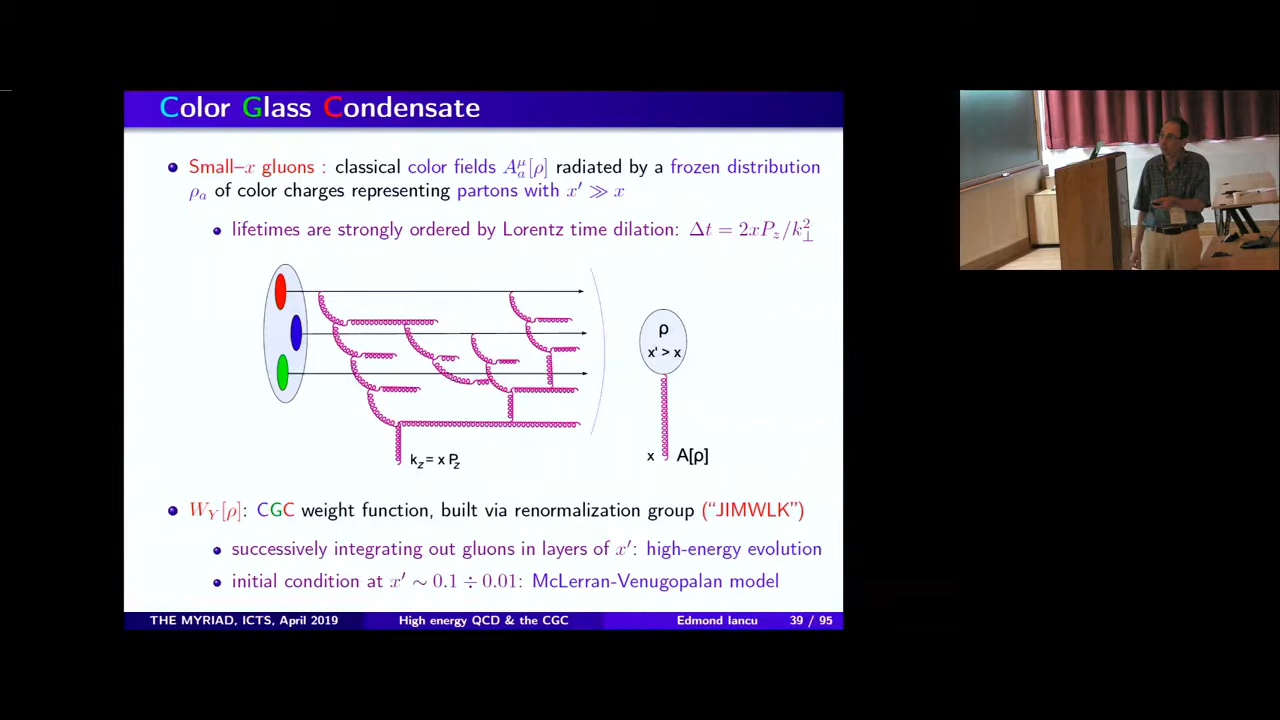 Color Glass Condensate
Small–x gluons : classical color fields A^μ_a[ρ] radiated by a frozen distribution
ρ_a of color charges representing partons with x′ ≫ x
lifetimes are strongly ordered by Lorentz time dilation: Δt = 2xP_z/k²_⊥
ρ
x' > x
k_z = x P_z
x A[ρ]
W_Y[ρ]: CGC weight function, built via renormalization group (“JIMWLK”)
successively integrating out gluons in layers of x′: high-energy evolution
initial condition at x′ ∼ 0.1 ÷ 0.01: McLerran-Venugopalan model
THE MYRIAD, ICTS, April 2019 High energy QCD & the CGC Edmond Iancu 39 / 95